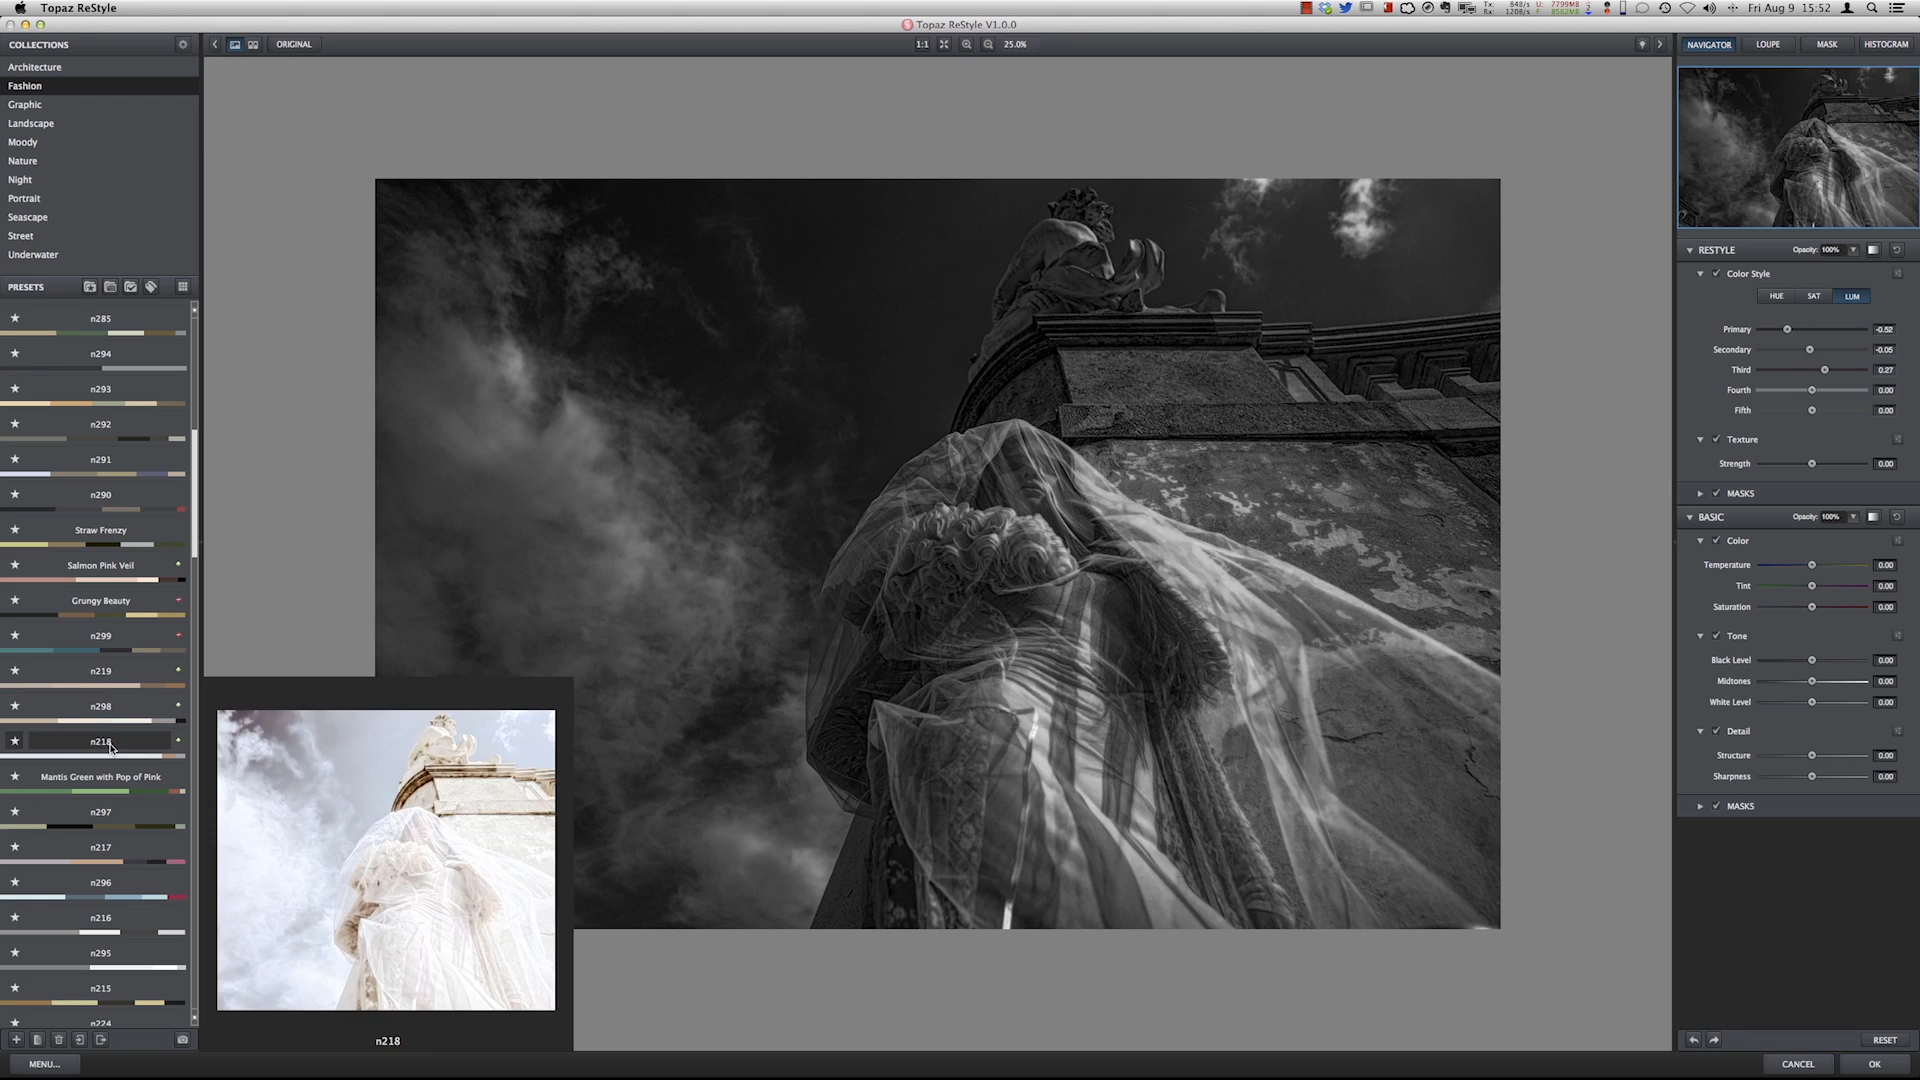 Topaz ReStyle
Tx: 84B/s
Rx: 120B/s
U: 7799MB
F: 8562MB
Fri Aug 9 15:52
Topaz ReStyle V1.0.0
COLLECTIONS
ORIGINAL
1:1
25.0%
NAVIGATOR
LOUPE
MASK
HISTOGRAM
Architecture
Fashion
Graphic
Landscape
Moody
Nature
Night
Portrait
Seascape
Street
Underwater
PRESETS
n285
n294
n293
n292
n291
n290
Straw Frenzy
Salmon Pink Veil
Grungy Beauty
n299
n219
n298
n218
Mantis Green with Pop of Pink
n297
n217
n296
n216
n295
n215
n224
n218
RESTYLE Opacity: 100%
Color Style
HUE SAT LUM
Primary -0.52
Secondary -0.05
Third 0.27
Fourth 0.00
Fifth 0.00
Texture
Strength 0.00
MASKS
BASIC Opacity: 100%
Color
Temperature 0.00
Tint 0.00
Saturation 0.00
Tone
Black Level 0.00
Midtones 0.00
White Level 0.00
Detail
Structure 0.00
Sharpness 0.00
MASKS
RESET
MENU...
CANCEL
OK